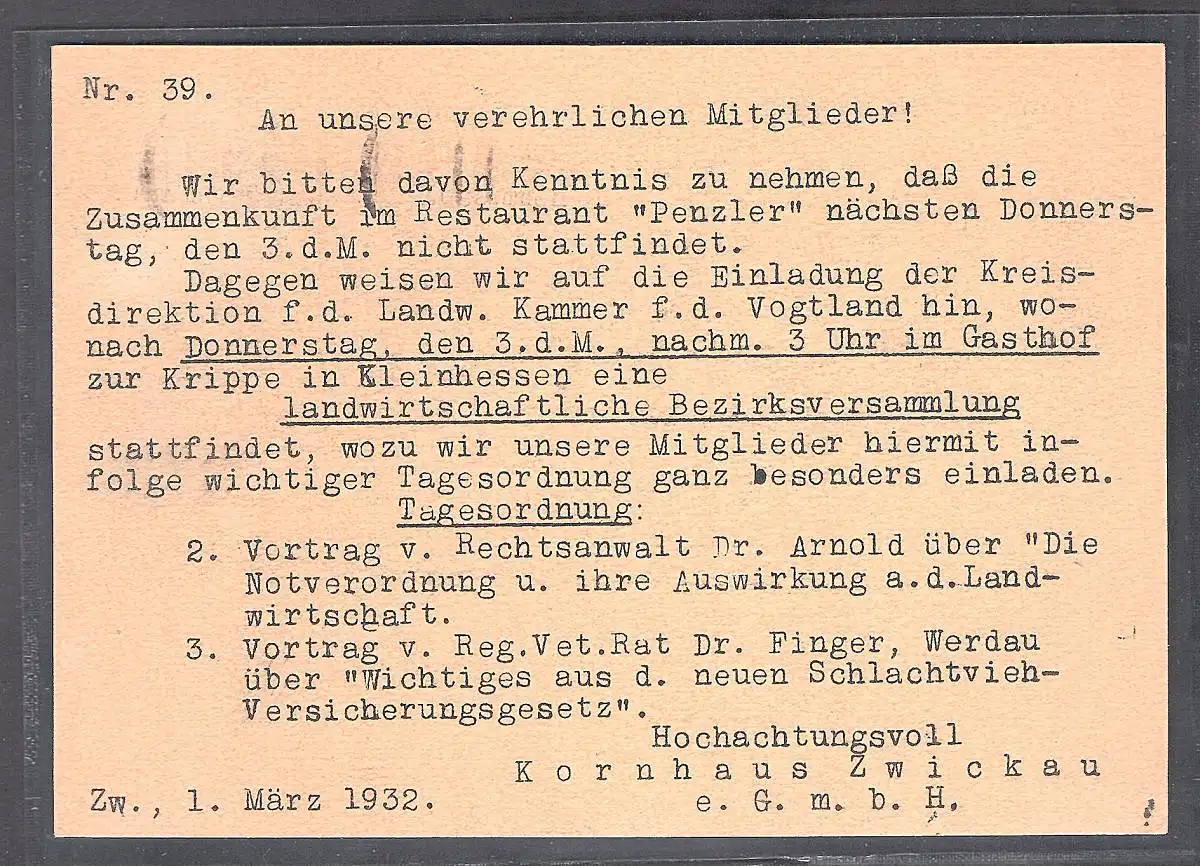 Nr. 39.
An unsere verehrlichen Mitglieder!
Wir bitten davon Kenntnis zu nehmen, daß die
Zusammenkunft im Restaurant "Penzler" nächsten Donners-
tag, den 3.d.M. nicht stattfindet.
Dagegen weisen wir auf die Einladung der Kreis-
direktion f.d. Landw. Kammer f.d. Vogtland hin, wo-
nach Donnerstag, den 3.d.M., nachm. 3 Uhr im Gasthof
zur Krippe in Kleinhessen eine
landwirtschaftliche Bezirksversammlung
stattfindet, wozu wir unsere Mitglieder hiermit in-
folge wichtiger Tagesordnung ganz besonders einladen.
Tagesordnung:
2. Vortrag v. Rechtsanwalt Dr. Arnold über "Die
Notverordnung u. ihre Auswirkung a.d.Land-
wirtschaft.
3. Vortrag v. Reg.Vet.Rat Dr. Finger, Werdau
über "Wichtiges aus d. neuen Schlachtvieh-
Versicherungsgesetz".
Hochachtungsvoll
Kornhaus Zwickau
Zw., 1. März 1932. e. G. m. b. H.